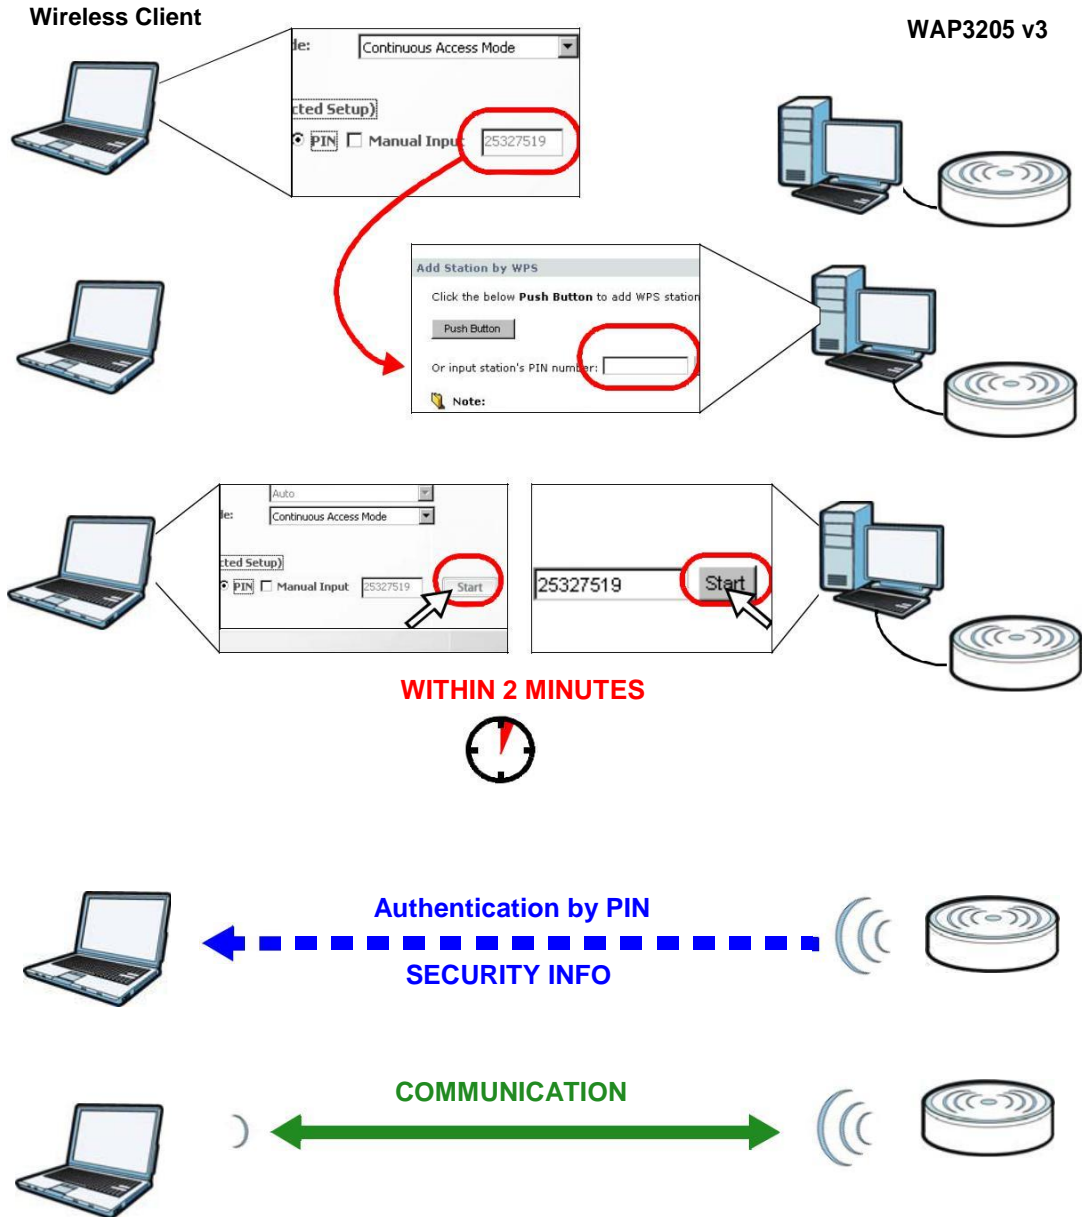 Wireless Client
WAP3205 v3
de:
Continuous Access Mode
cted Setup)
PIN Manual Input 25327519
Add Station by WPS
Click the below Push Button to add WPS station
Push Button
Or input station's PIN number:
Note:
Auto
de:
Continuous Access Mode
cted Setup)
PIN Manual Input 25327519 Start
25327519 Start
WITHIN 2 MINUTES
Authentication by PIN
SECURITY INFO
COMMUNICATION